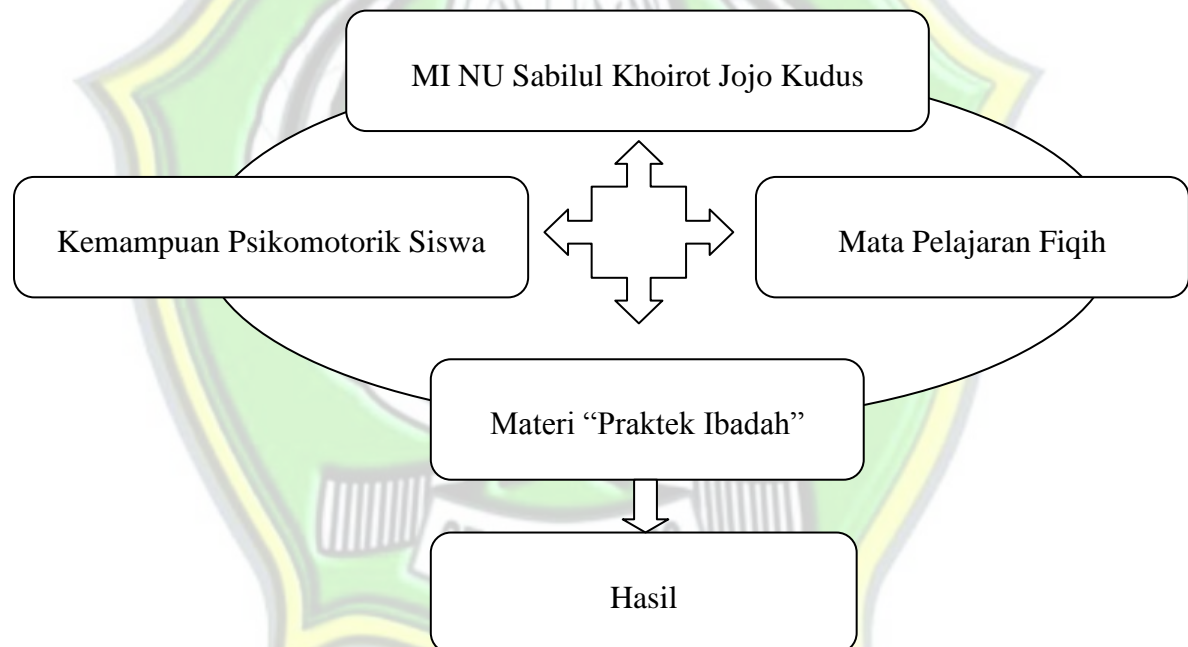 MI NU Sabilul Khoirot Jojo Kudus
Kemampuan Psikomotorik Siswa
Mata Pelajaran Fiqih
Materi “Praktek Ibadah”
Hasil